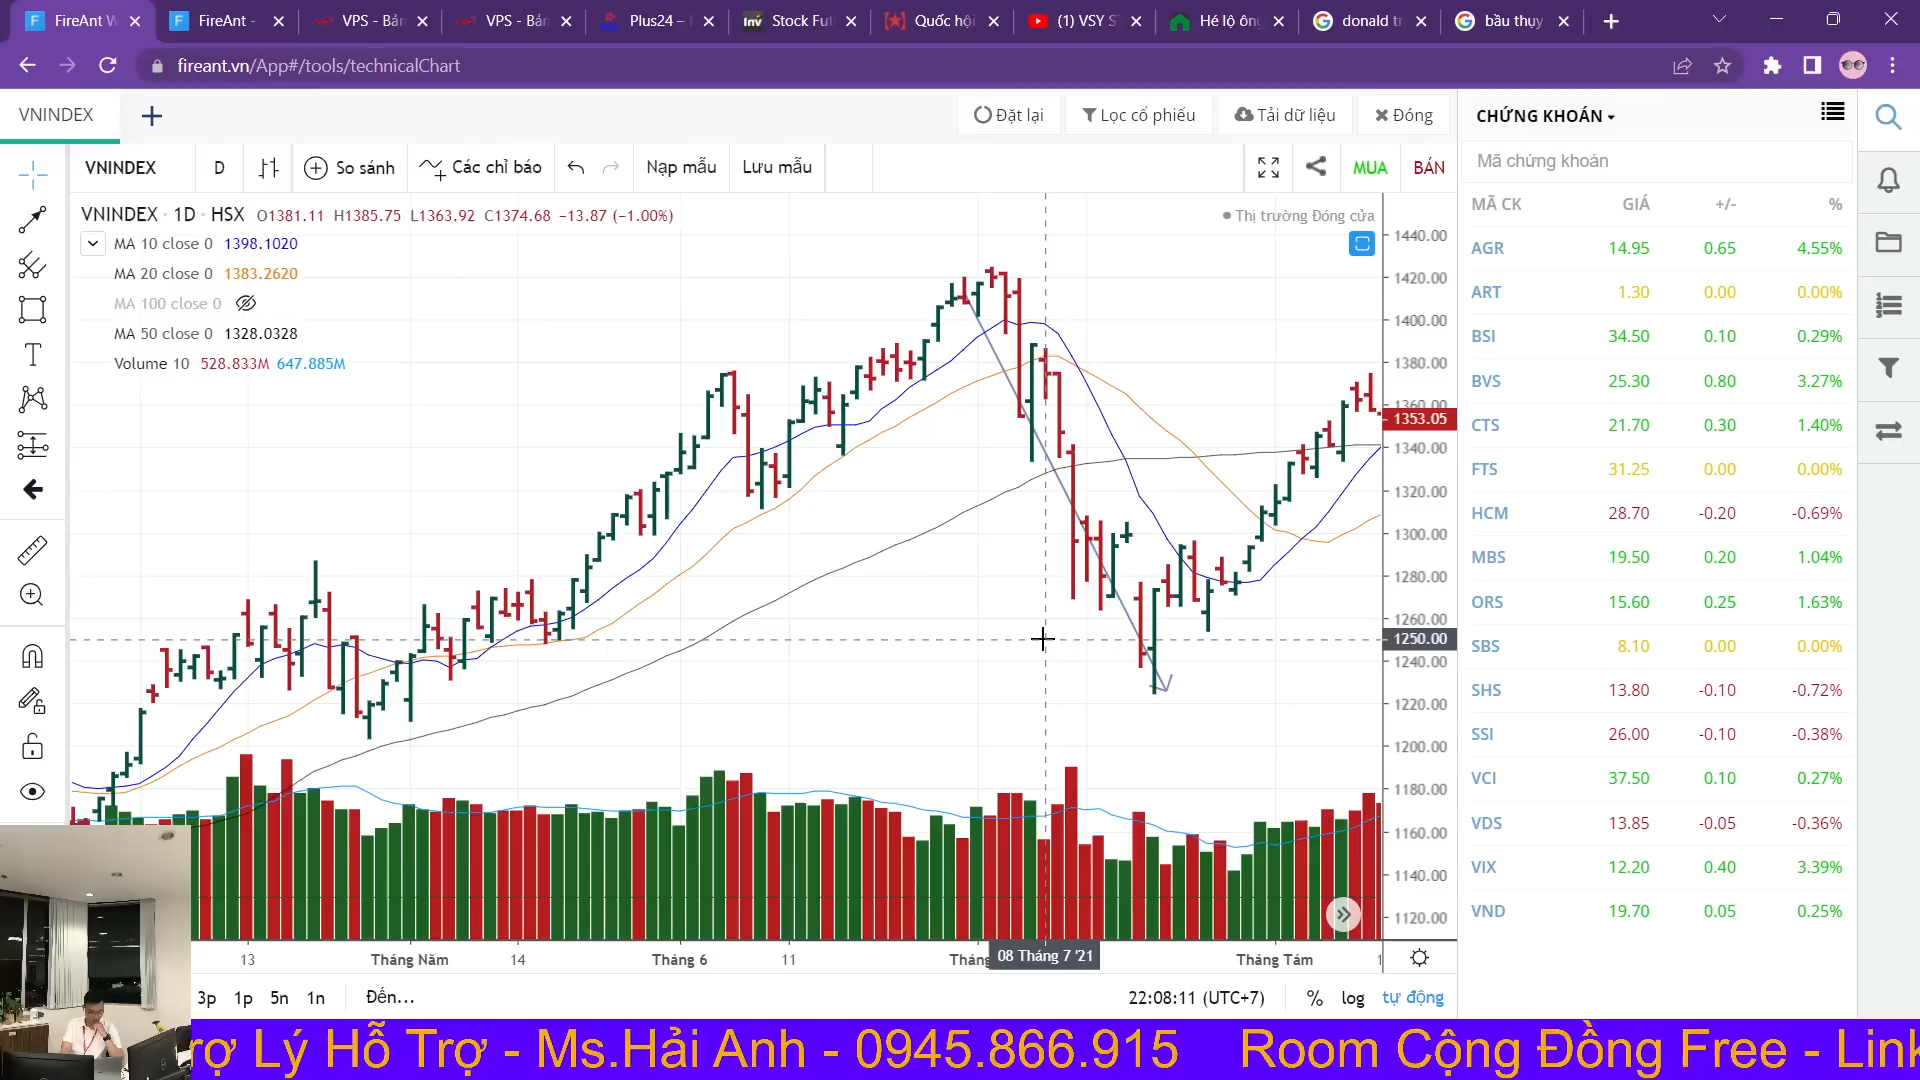 FireAnt W
FireAnt -
VPS - Bản
VPS - Bản
Plus24 –
Stock Fut
Quốc hội
(1) VSY S
Hé lộ ôn
donald tr
bầu thụy
fireant.vn/App#/tools/technicalChart
VNINDEX
Đặt lại
Lọc cổ phiếu
Tải dữ liệu
Đóng
VNINDEX
D
So sánh
Các chỉ báo
Nạp mẫu
Lưu mẫu
MUA
BÁN
VNINDEX · 1D · HSX O1381.11 H1385.75 L1363.92 C1374.68 −13.87 (−1.00%)
Thị trường Đóng cửa
MA 10 close 0 1398.1020
MA 20 close 0 1383.2620
MA 100 close 0
MA 50 close 0 1328.0328
Volume 10 528.833M 647.885M
1440.00
1420.00
1400.00
1380.00
1360.00
1353.05
1340.00
1320.00
1300.00
1280.00
1260.00
1250.00
1240.00
1220.00
1200.00
1180.00
1160.00
1140.00
1120.00
13
Tháng Năm
14
Tháng 6
11
Tháng
08 Tháng 7 '21
Tháng Tám
1
3p 1p 5n 1n Đến...
22:08:11 (UTC+7) % log tự động
CHỨNG KHOÁN
Mã chứng khoán
MÃ CK GIÁ +/- %
AGR 14.95 0.65 4.55%
ART 1.30 0.00 0.00%
BSI 34.50 0.10 0.29%
BVS 25.30 0.80 3.27%
CTS 21.70 0.30 1.40%
FTS 31.25 0.00 0.00%
HCM 28.70 -0.20 -0.69%
MBS 19.50 0.20 1.04%
ORS 15.60 0.25 1.63%
SBS 8.10 0.00 0.00%
SHS 13.80 -0.10 -0.72%
SSI 26.00 -0.10 -0.38%
VCI 37.50 0.10 0.27%
VDS 13.85 -0.05 -0.36%
VIX 12.20 0.40 3.39%
VND 19.70 0.05 0.25%
rợ Lý Hỗ Trợ - Ms.Hải Anh - 0945.866.915 Room Cộng Đồng Free - Link